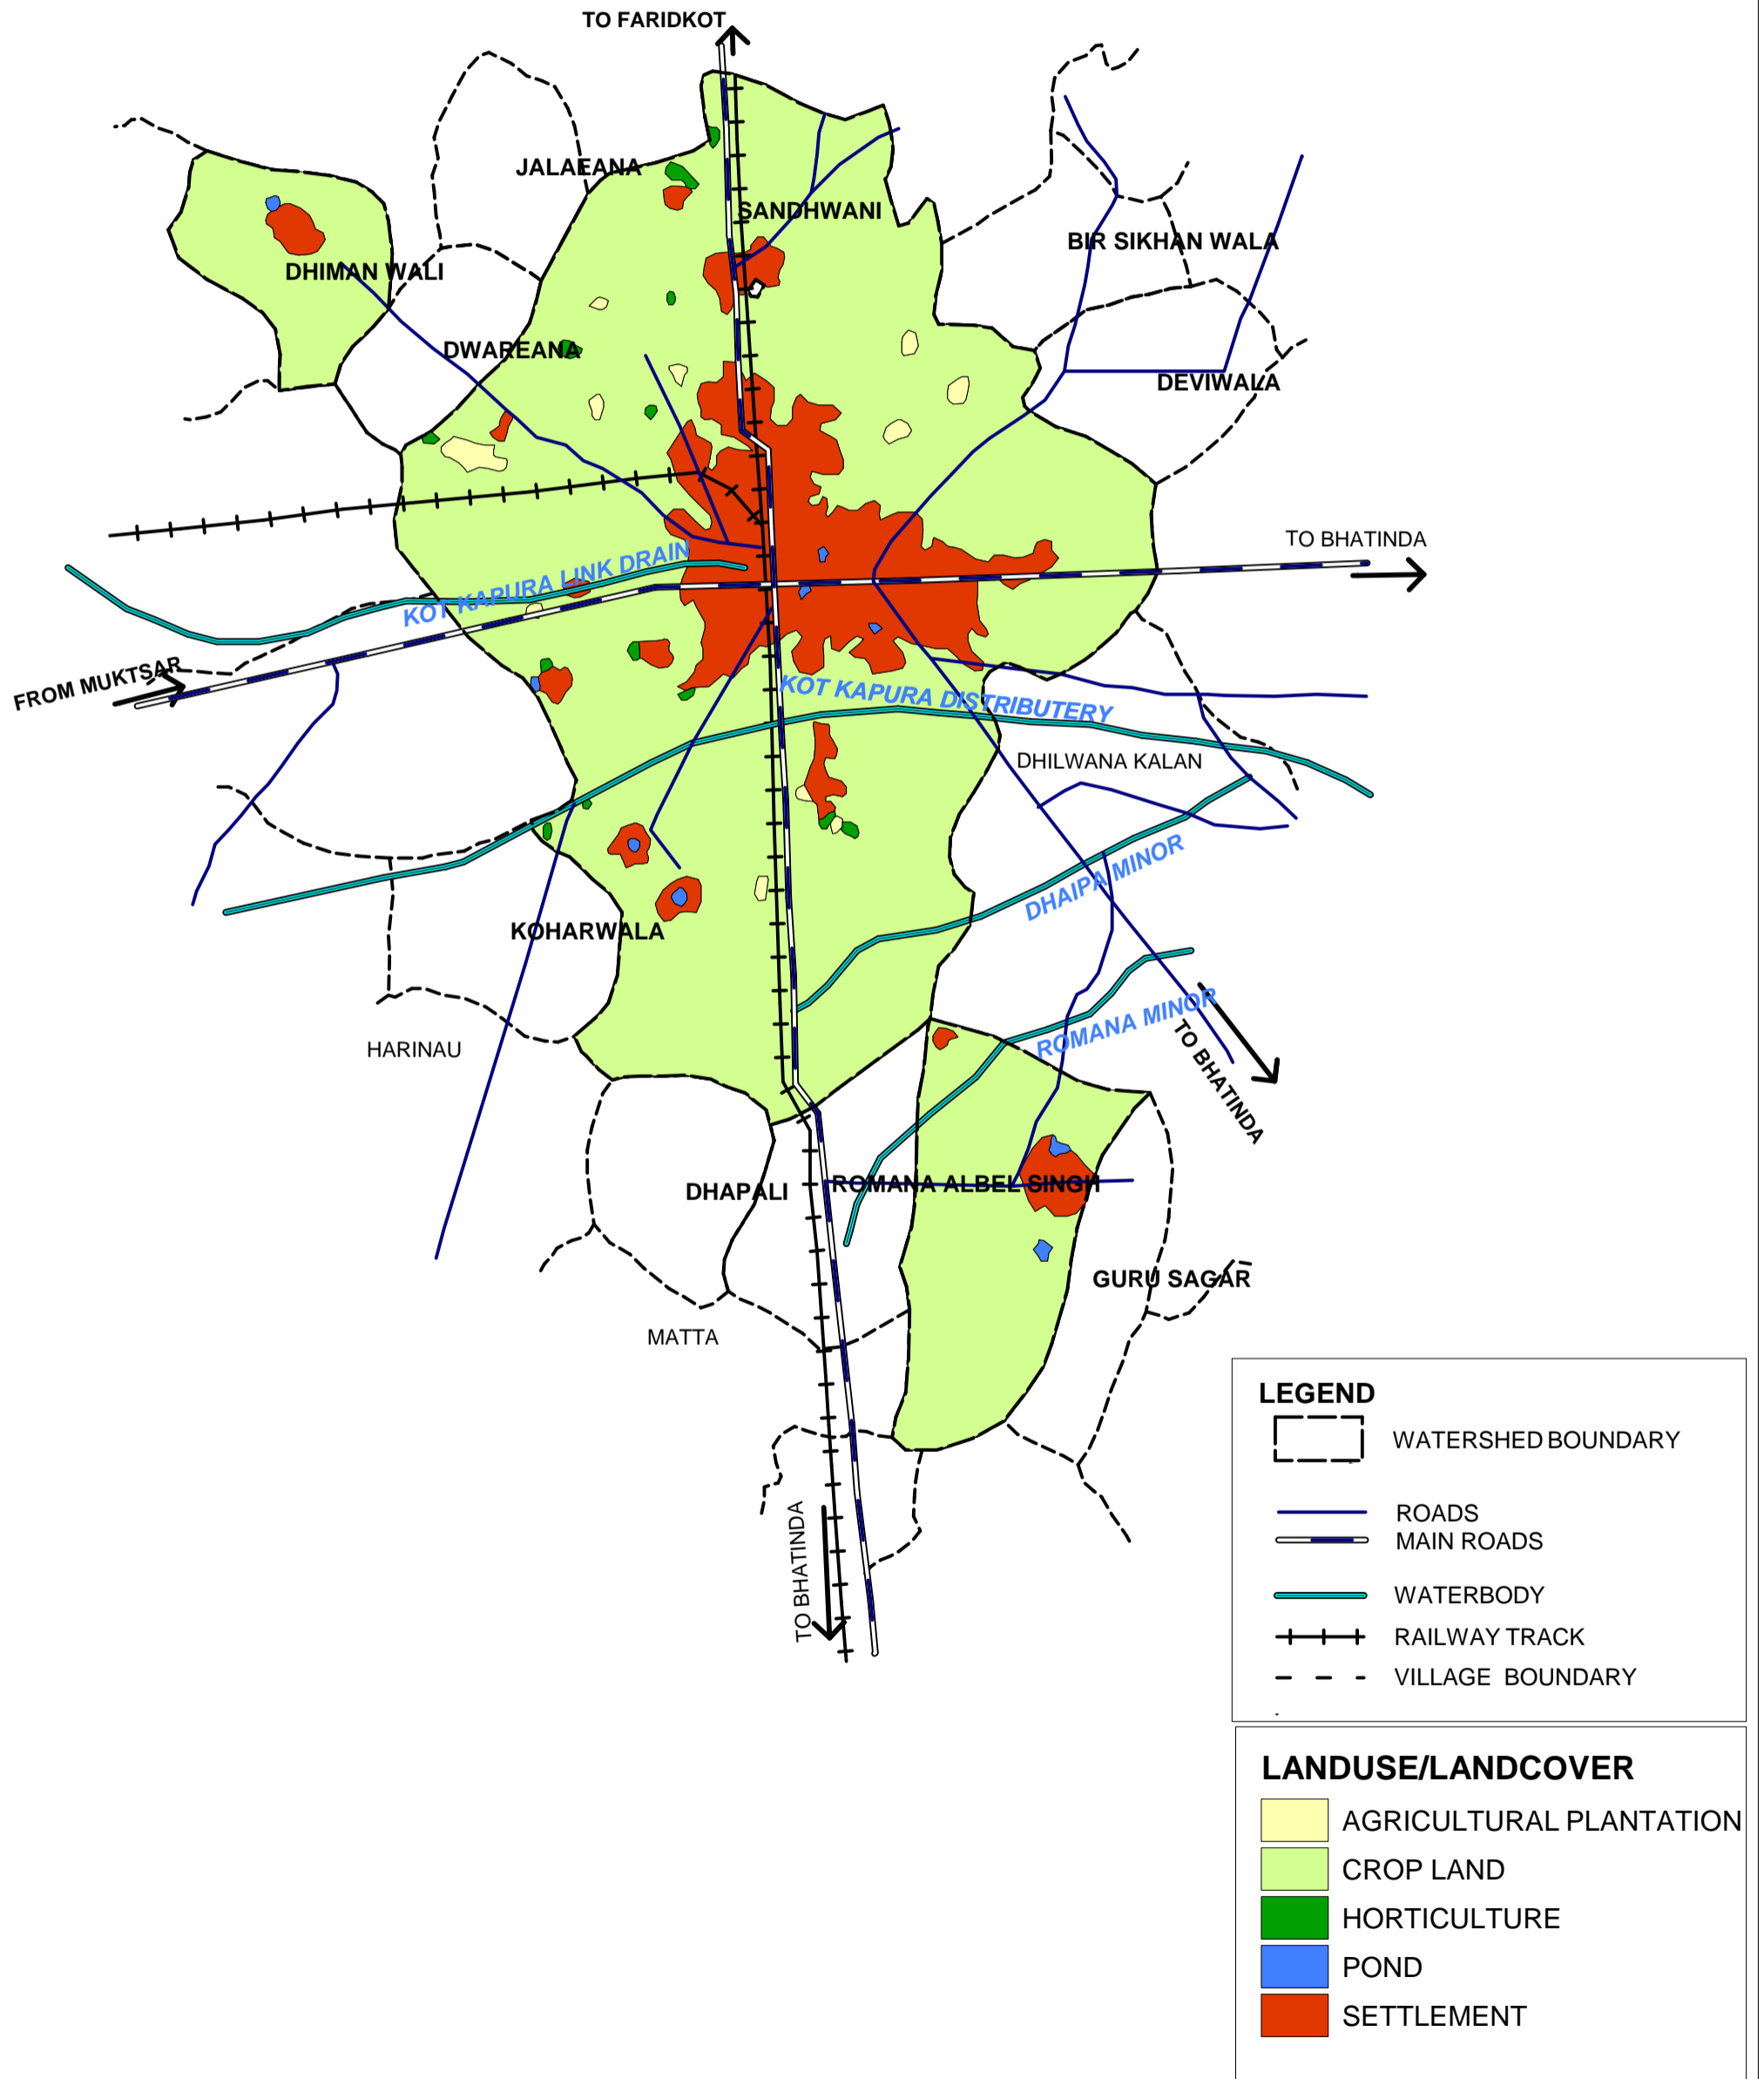 TO FARIDKOT
JALAEANA
SANDHWANI
BIR SIKHAN WALA
DHIMAN WALI
DWAREANA
DEVIWALA
TO BHATINDA
KOT KAPURA LINK DRAIN
FROM MUKTSAR
KOT KAPURA DISTRIBUTERY
DHILWANA KALAN
DHAIPA MINOR
KOHARWALA
ROMANA MINOR
HARINAU
TO BHATINDA
DHAPALI
ROMANA ALBEL SINGH
GURU SAGAR
MATTA
TO BHATINDA
LEGEND
WATERSHED BOUNDARY
ROADS
MAIN ROADS
WATERBODY
RAILWAY TRACK
VILLAGE BOUNDARY
LANDUSE/LANDCOVER
AGRICULTURAL PLANTATION
CROP LAND
HORTICULTURE
POND
SETTLEMENT